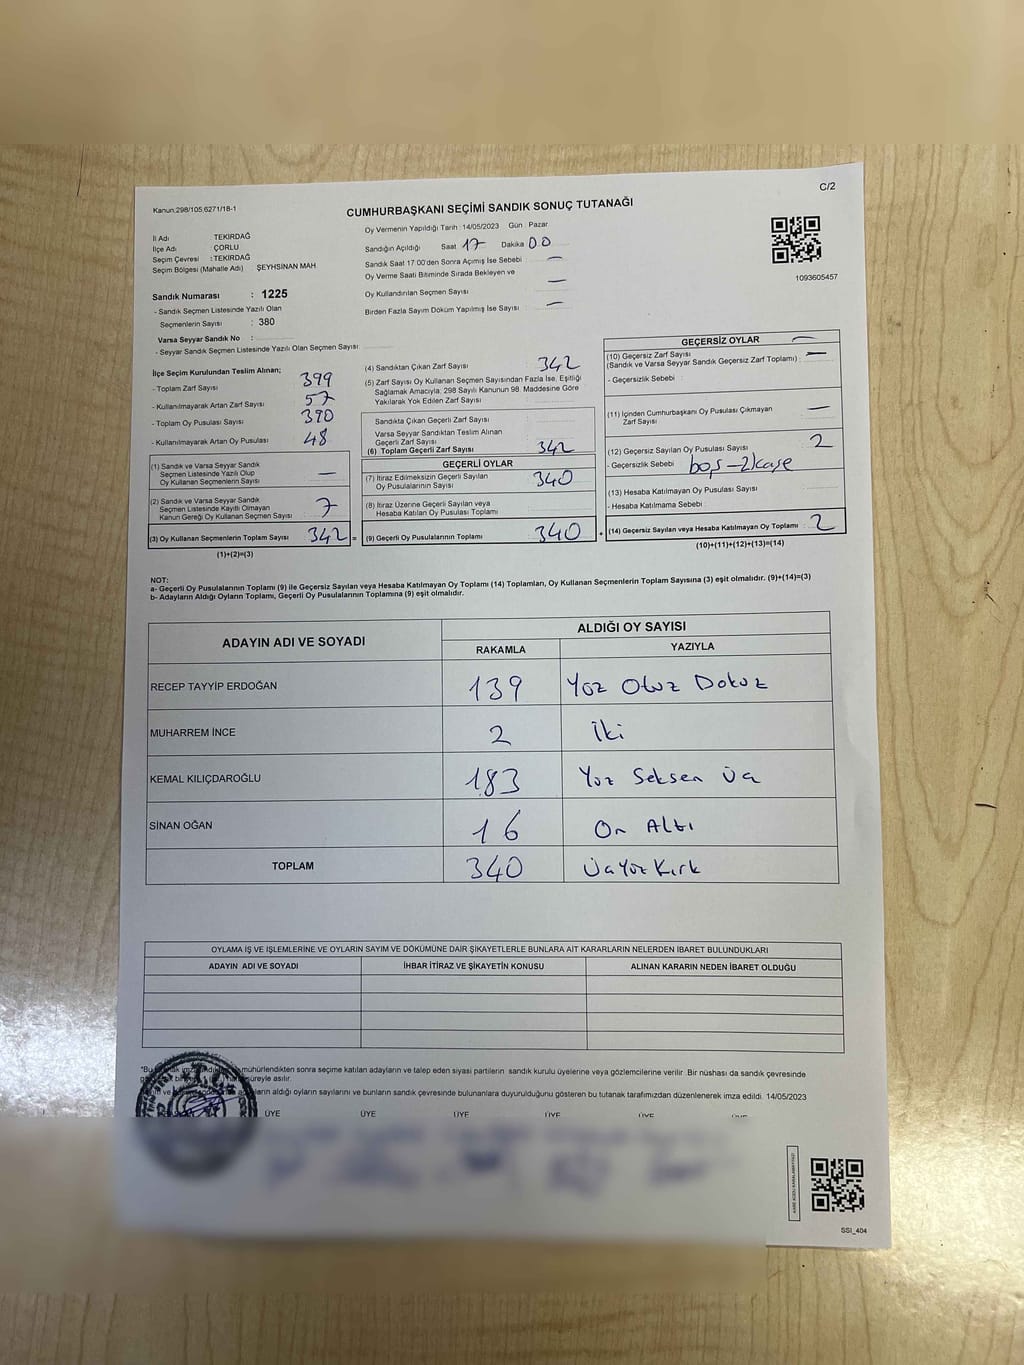 C/2
Kanun.298/105,6271/18-1
CUMHURBAŞKANI SEÇİMİ SANDIK SONUÇ TUTANAĞI
İl Adı : TEKİRDAĞ
İlçe Adı : ÇORLU
Seçim Çevresi : TEKİRDAĞ
Seçim Bölgesi (Mahalle Adı) ŞEYHSİNAN MAH.
Sandık Numarası : 1225
- Sandık Seçmen Listesinde Yazılı Olan
Seçmenlerin Sayısı : 380
Varsa Seyyar Sandık No :
- Seyyar Sandık Seçmen Listesinde Yazılı Olan Seçmen Sayısı:
Oy Vermenin Yapıldığı Tarih :14/05/2023 Gün : Pazar
Sandığın Açıldığı Saat 17 Dakika 00
Sandık Saat 17:00'den Sonra Açılmış İse Sebebi : —
Oy Verme Saati Bitiminde Sırada Bekleyen ve
Oy Kullandırılan Seçmen Sayısı : —
Birden Fazla Sayım Döküm Yapılmış İse Sayısı : —
1093605457
İlçe Seçim Kurulundan Teslim Alınan;
- Toplam Zarf Sayısı : 399
- Kullanılmayarak Artan Zarf Sayısı : 57
- Toplam Oy Pusulası Sayısı : 390
- Kullanılmayarak Artan Oy Pusulası : 48
(1) Sandık ve Varsa Seyyar Sandık
Seçmen Listesinde Yazılı Olup
Oy Kullanan Seçmenlerin Sayısı : —
(2) Sandık ve Varsa Seyyar Sandık
Seçmen Listesinde Kayıtlı Olmayan
Kanun Gereği Oy Kullanan Seçmen Sayısı : 7
(3) Oy Kullanan Seçmenlerin Toplam Sayısı : 342 =
(1)+(2)=(3)
(4) Sandıktan Çıkan Zarf Sayısı : 342
(5) Zarf Sayısı Oy Kullanan Seçmen Sayısından Fazla İse, Eşitliği
Sağlamak Amacıyla; 298 Sayılı Kanunun 98. Maddesine Göre
Yakılarak Yok Edilen Zarf Sayısı :
Sandıkta Çıkan Geçerli Zarf Sayısı :
Varsa Seyyar Sandıktan Teslim Alınan
Geçerli Zarf Sayısı :
(6) Toplam Geçerli Zarf Sayısı : 342
GEÇERLİ OYLAR
(7) İtiraz Edilmeksizin Geçerli Sayılan
Oy Pusulalarının Sayısı : 340
(8) İtiraz Üzerine Geçerli Sayılan veya
Hesaba Katılan Oy Pusulası Toplamı :
(9) Geçerli Oy Pusulalarının Toplamı : 340 +
GEÇERSİZ OYLAR —
(10) Geçersiz Zarf Sayısı
(Sandık ve Varsa Seyyar Sandık Geçersiz Zarf Toplamı) : —
- Geçersizlik Sebebi :
(11) İçinden Cumhurbaşkanı Oy Pusulası Çıkmayan
Zarf Sayısı : —
(12) Geçersiz Sayılan Oy Pusulası Sayısı : 2
- Geçersizlik Sebebi : boş-2kaşe
(13) Hesaba Katılmayan Oy Pusulası Sayısı :
- Hesaba Katılmama Sebebi :
(14) Geçersiz Sayılan veya Hesaba Katılmayan Oy Toplamı : 2
(10)+(11)+(12)+(13)=(14)
NOT:
a- Geçerli Oy Pusulalarının Toplamı (9) ile Geçersiz Sayılan veya Hesaba Katılmayan Oy Toplamı (14) Toplamları, Oy Kullanan Seçmenlerin Toplam Sayısına (3) eşit olmalıdır. (9)+(14)=(3)
b- Adayların Aldığı Oyların Toplamı, Geçerli Oy Pusulalarının Toplamına (9) eşit olmalıdır.
ADAYIN ADI VE SOYADI ALDIĞI OY SAYISI
RAKAMLA YAZIYLA
RECEP TAYYİP ERDOĞAN 139 Yüz Otuz Dokuz
MUHARREM İNCE 2 İki
KEMAL KILIÇDAROĞLU 183 Yüz Seksen Üç
SİNAN OĞAN 16 On Altı
TOPLAM 340 ÜçYüz Kırk
OYLAMA İŞ VE İŞLEMLERİNE VE OYLARIN SAYIM VE DÖKÜMÜNE DAİR ŞİKAYETLERLE BUNLARA AİT KARARLARIN NELERDEN İBARET BULUNDUKLARI
ADAYIN ADI VE SOYADI İHBAR İTİRAZ VE ŞİKAYETİN KONUSU ALINAN KARARIN NEDEN İBARET OLDUĞU
*Bu mühürlendikten sonra seçime katılan adayların ve talep eden siyasi partilerin sandık kurulu üyelerine veya gözlemcilerine verilir. Bir nüshası da sandık çevresinde
süreyle asılır.
aldığı oyların sayılarını ve bunların sandık çevresinde bulunanlara duyurulduğunu gösteren bu tutanak tarafımızdan düzenlenerek imza edildi. 14/05/2023
ÜYE ÜYE ÜYE ÜYE ÜYE ÜYE
SSI_404